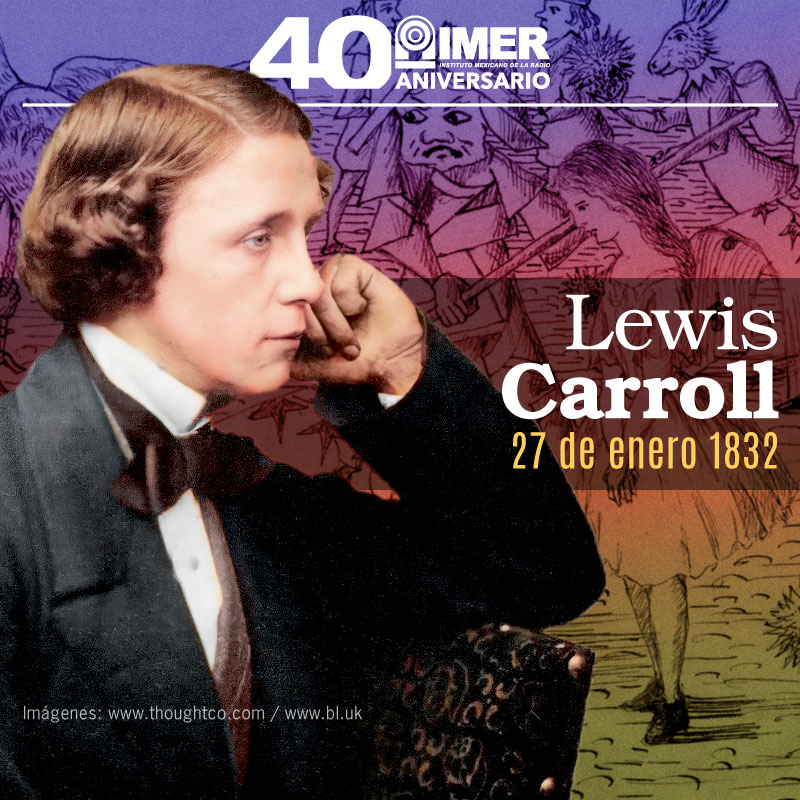 40 IMER
INSTITUTO MEXICANO DE LA RADIO
ANIVERSARIO
Lewis
Carroll
27 de enero 1832
Imágenes: www.thoughtco.com / www.bl.uk